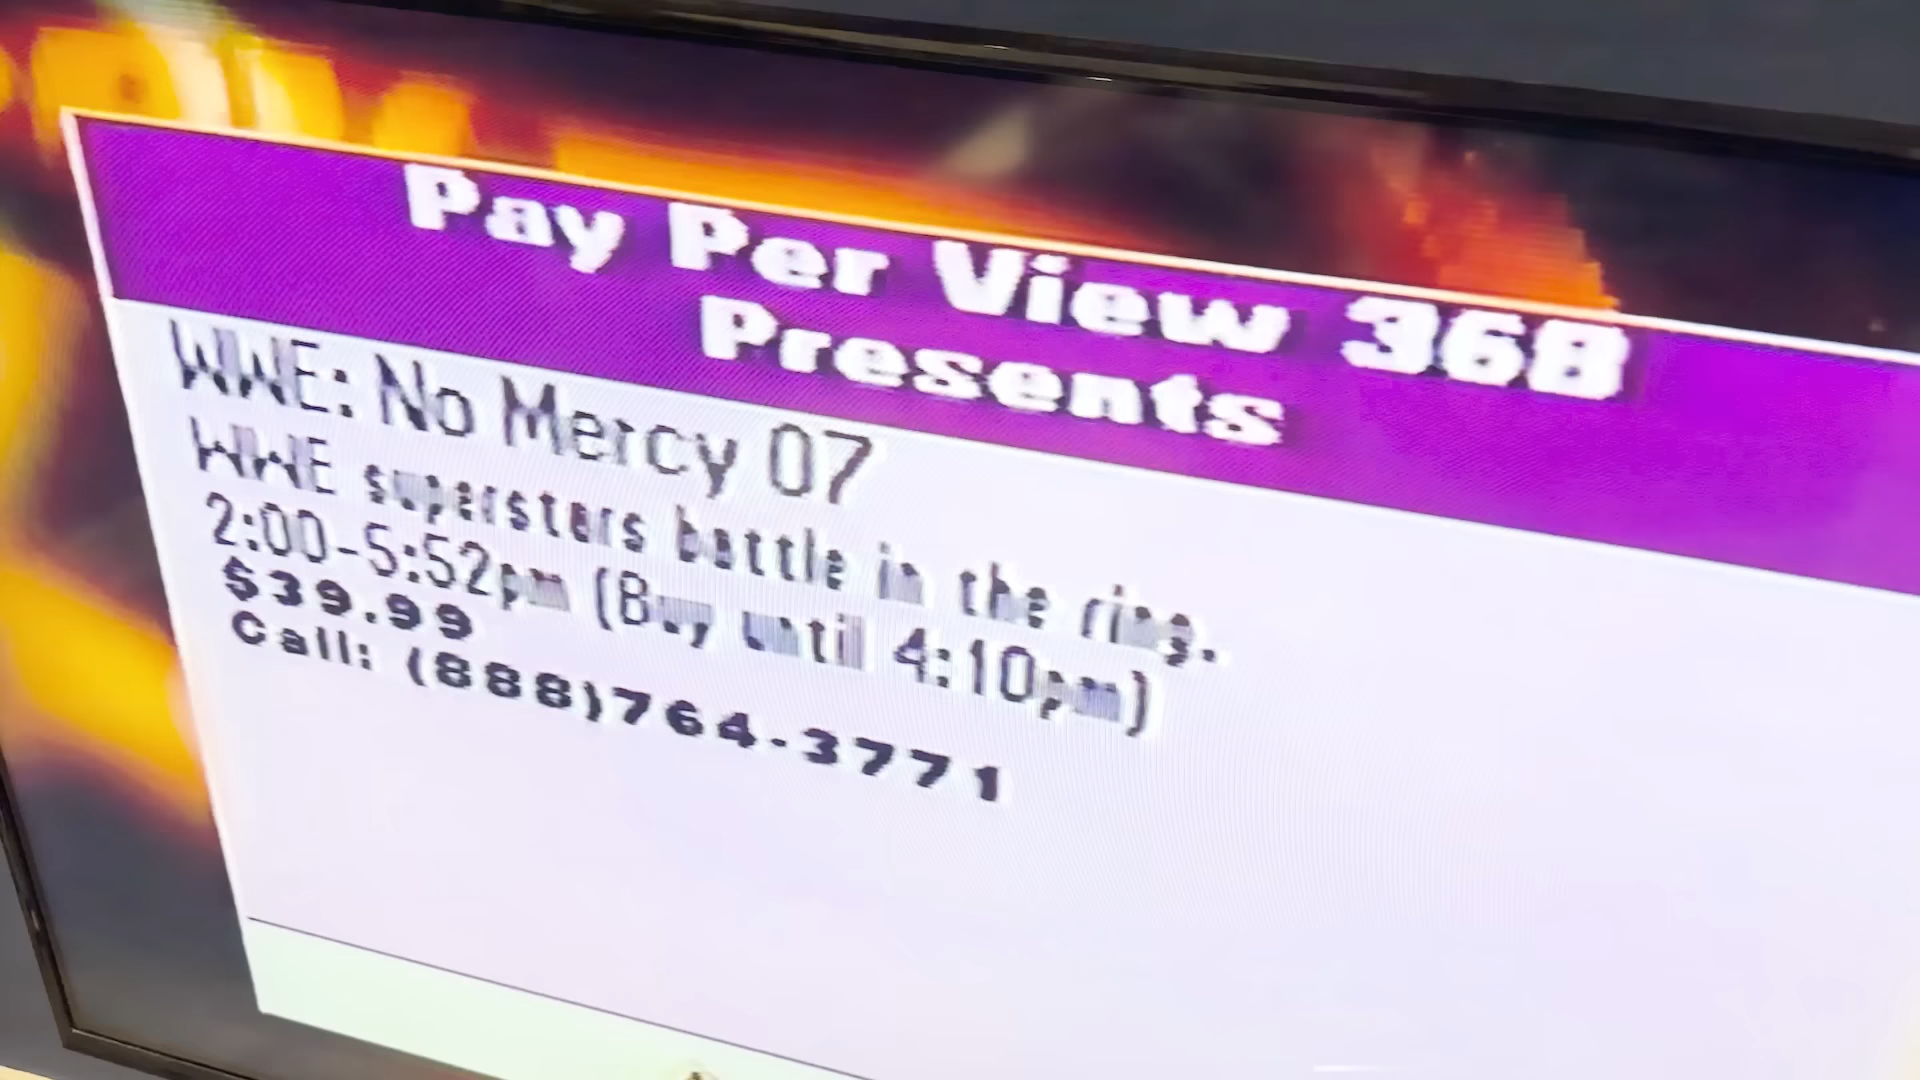 Pay Per View 368
Presents
WWE: No Mercy 07
WWE superstars battle in the ring.
2:00-5:52pm (Buy until 4:10pm)
$39.99
Call: (888)764-3771